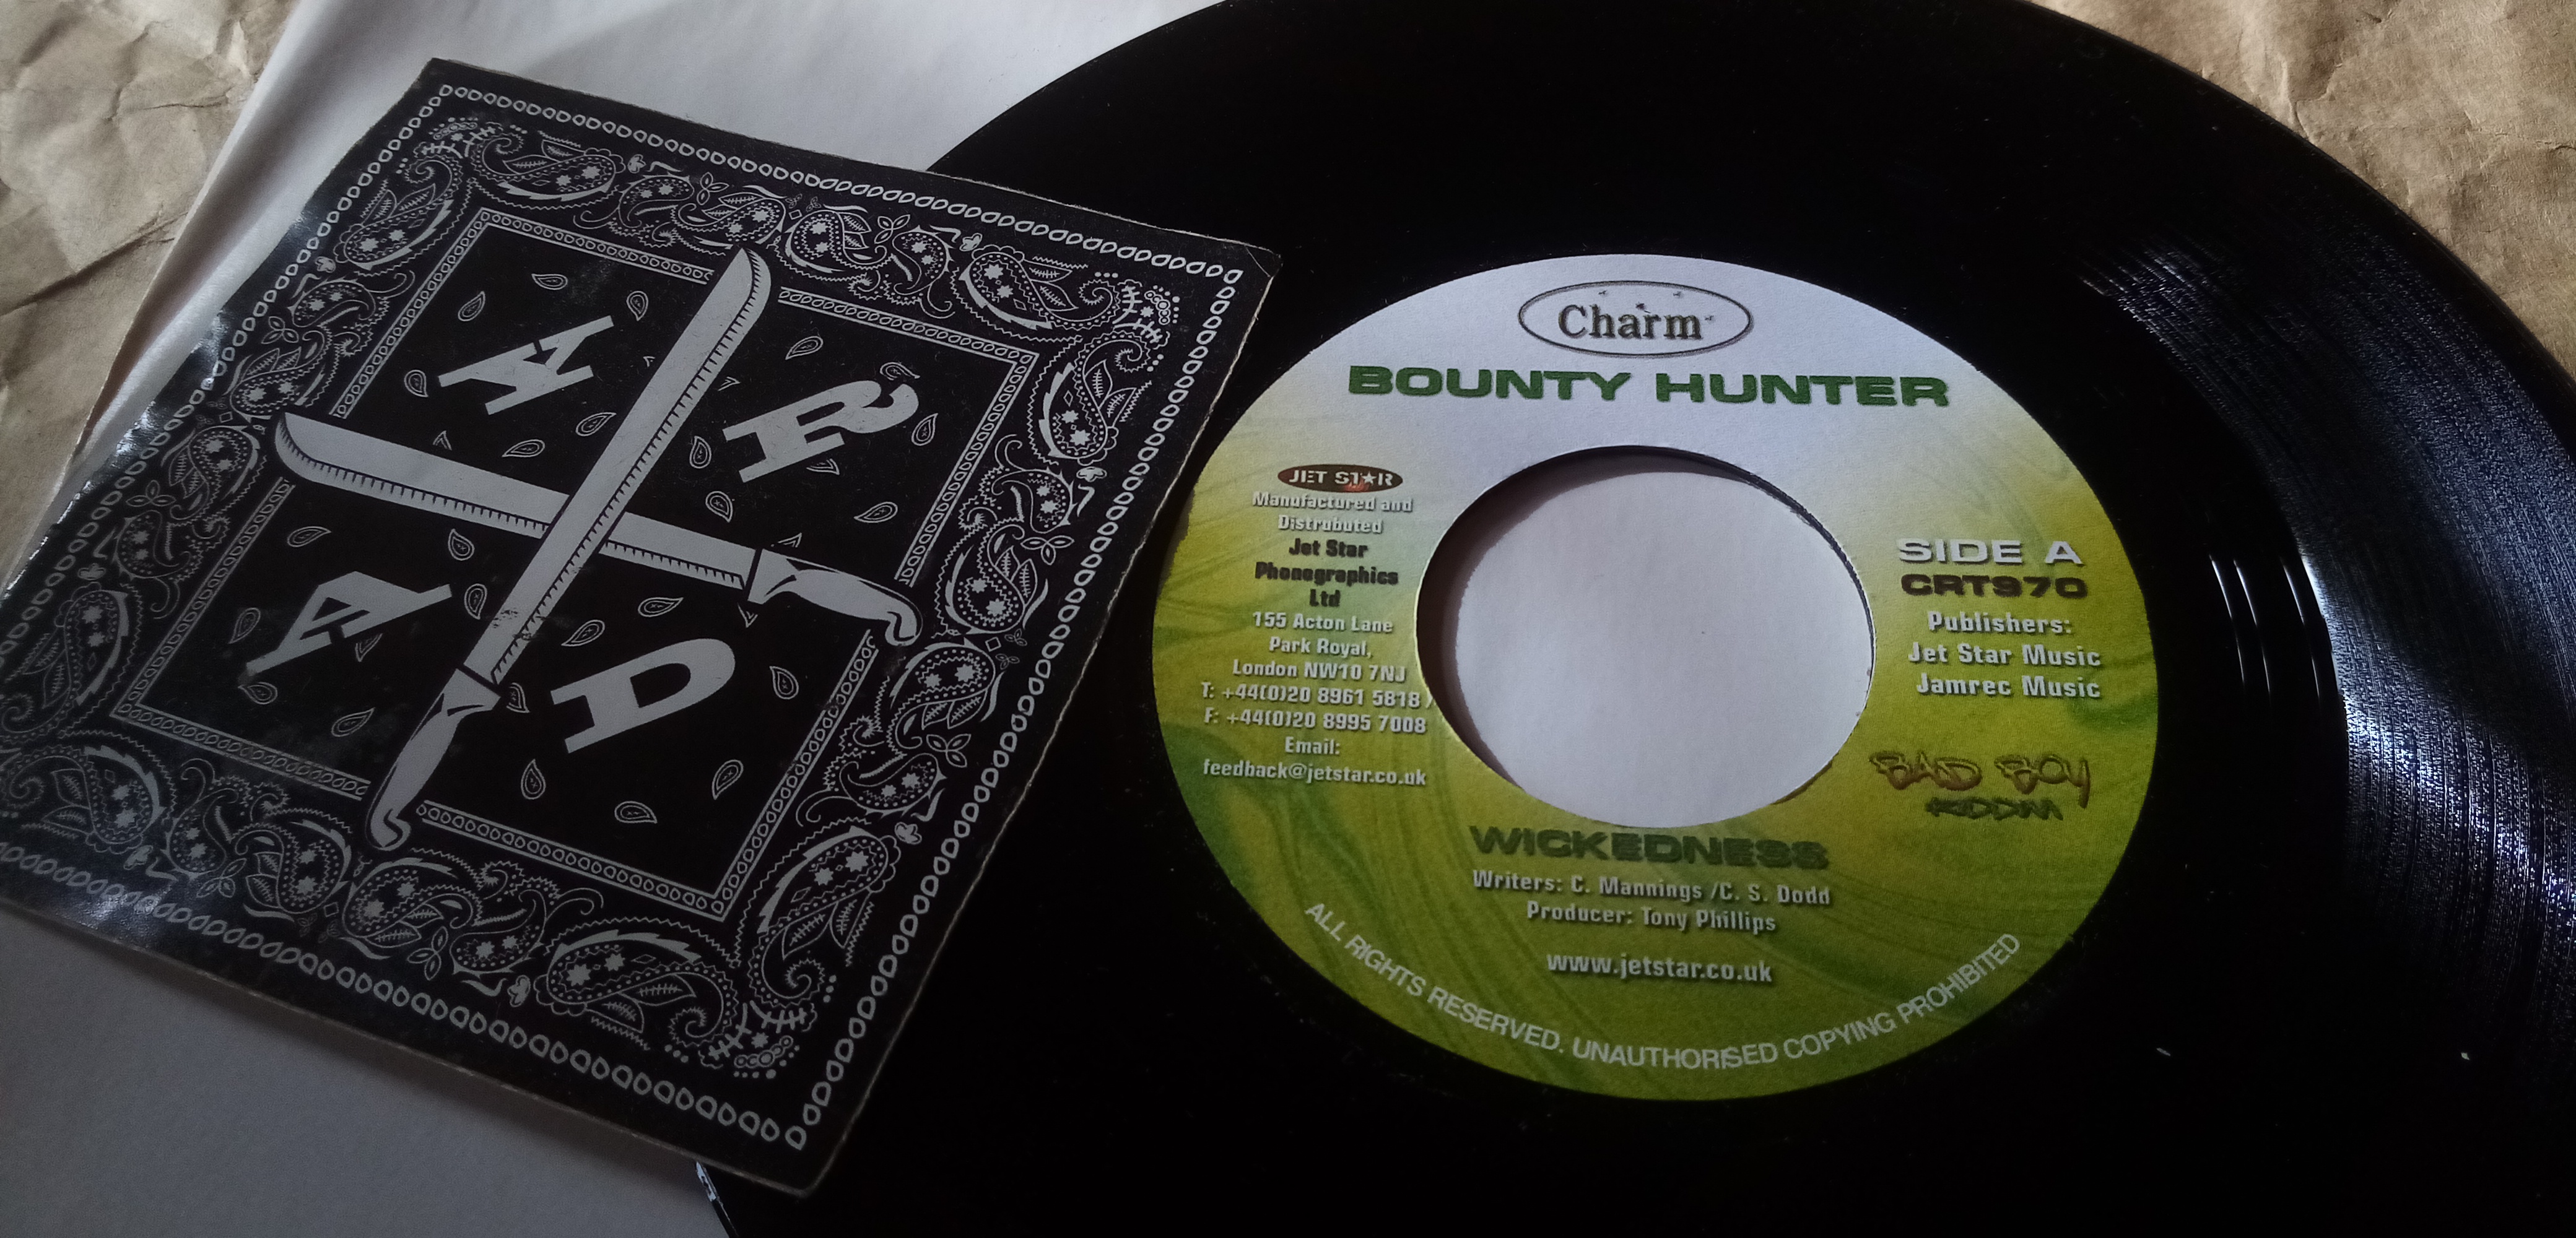 H R
A D
Charm
BOUNTY HUNTER
JET STAR
Manufactured and
Distrubuted
Jet Star
Phonographics
Ltd
155 Acton Lane
Park Royal,
London NW10 7NJ
T: +44(0)20 8961 5818 /
F: +44(0)20 8995 7008
Email:
feedback@jetstar.co.uk
SIDE A
CRT970
Publishers:
Jet Star Music
Jamrec Music
BAD BOY
RIDDIM
WICKEDNESS
Writers: C. Mannings /C. S. Dodd
Producer: Tony Phillips
www.jetstar.co.uk
ALL RIGHTS RESERVED. UNAUTHORISED COPYING PROHIBITED